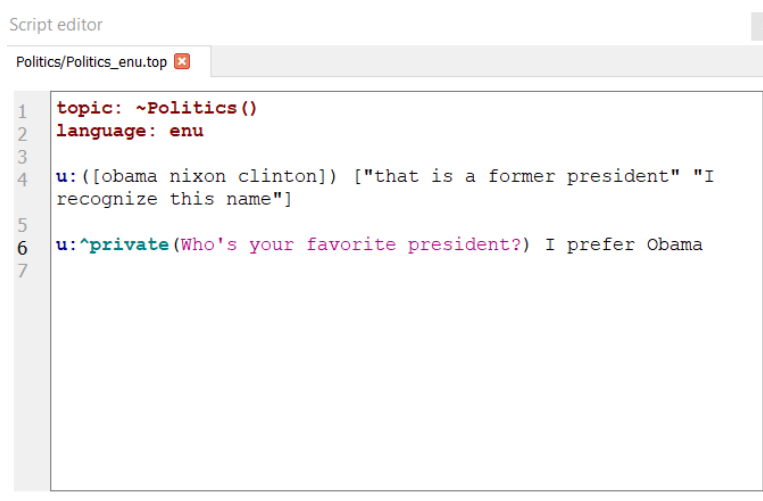 Script editor
Politics/Politics_enu.top
1 topic: ~Politics()
2 language: enu
3
4 u:([obama nixon clinton]) ["that is a former president" "I
recognize this name"]
5
6 u:^private(Who's your favorite president?) I prefer Obama
7